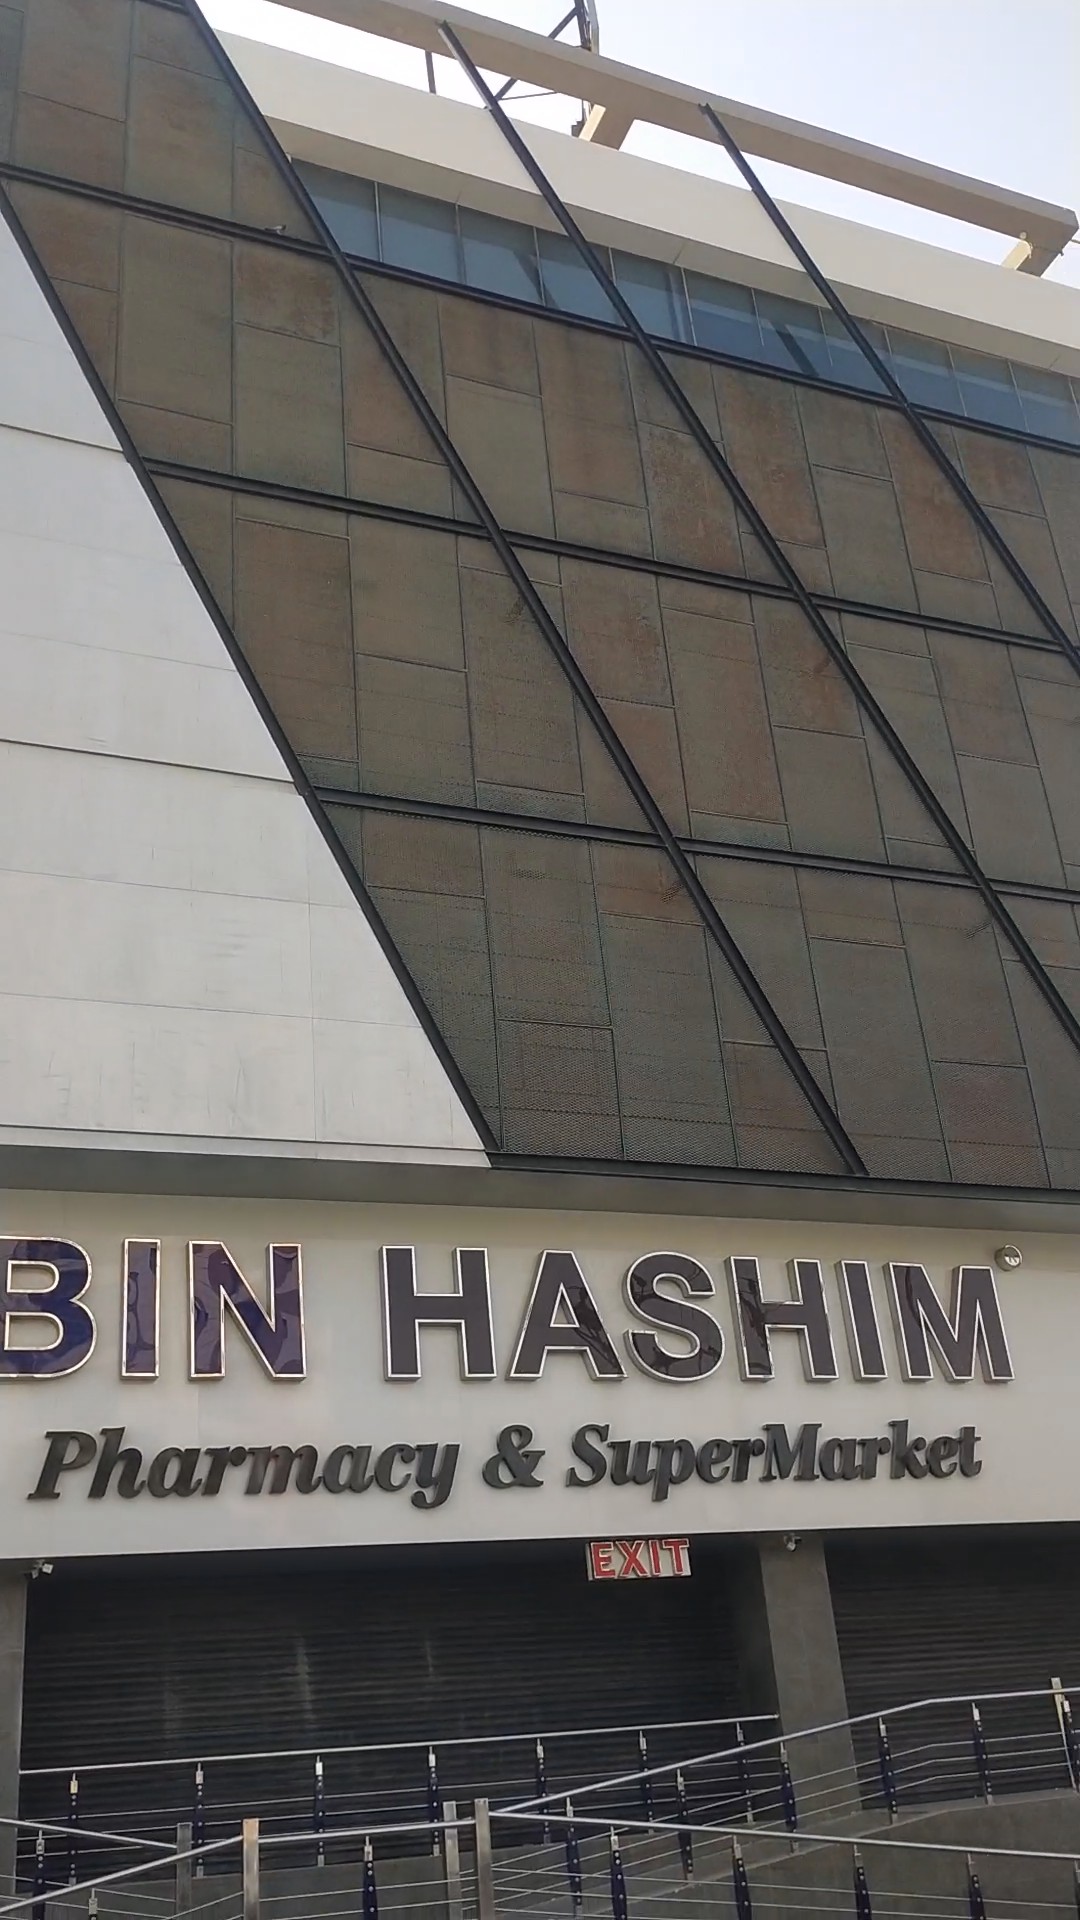 BIN HASHIM
Pharmacy & SuperMarket
EXIT